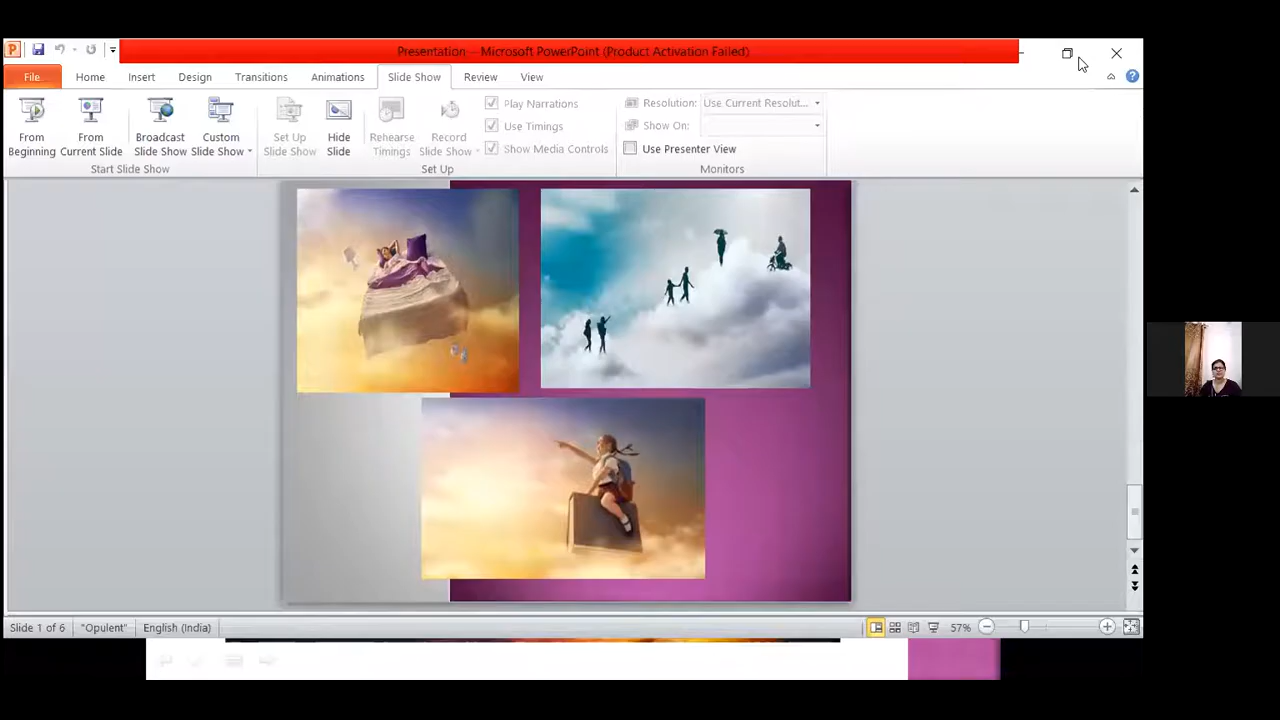 Presentation - Microsoft PowerPoint (Product Activation Failed)
File Home Insert Design Transitions Animations Slide Show Review View
From Beginning
From Current Slide
Broadcast Slide Show
Custom Slide Show
Start Slide Show
Set Up Slide Show
Hide Slide
Rehearse Timings
Record Slide Show
Play Narrations
Use Timings
Show Media Controls
Set Up
Resolution: Use Current Resolut...
Show On:
Use Presenter View
Monitors
Slide 1 of 6 "Opulent" English (India) 57%